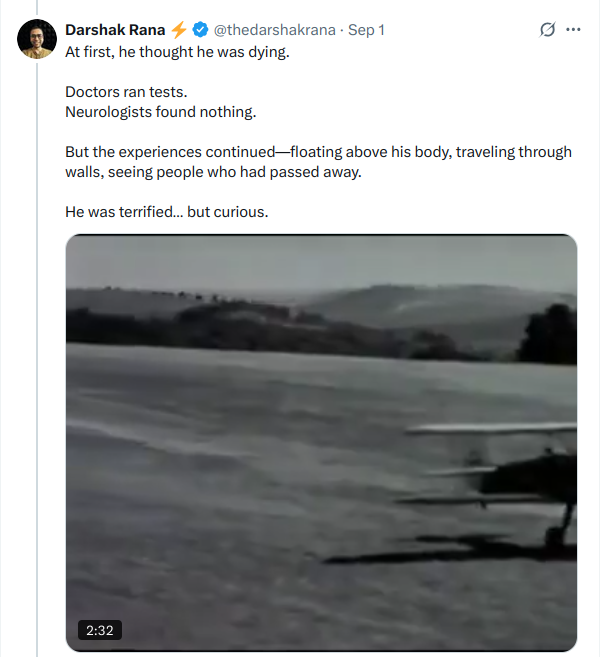 Darshak Rana ⚡ @thedarshakrana · Sep 1
At first, he thought he was dying.
Doctors ran tests.
Neurologists found nothing.
But the experiences continued—floating above his body, traveling through
walls, seeing people who had passed away.
He was terrified... but curious.
2:32